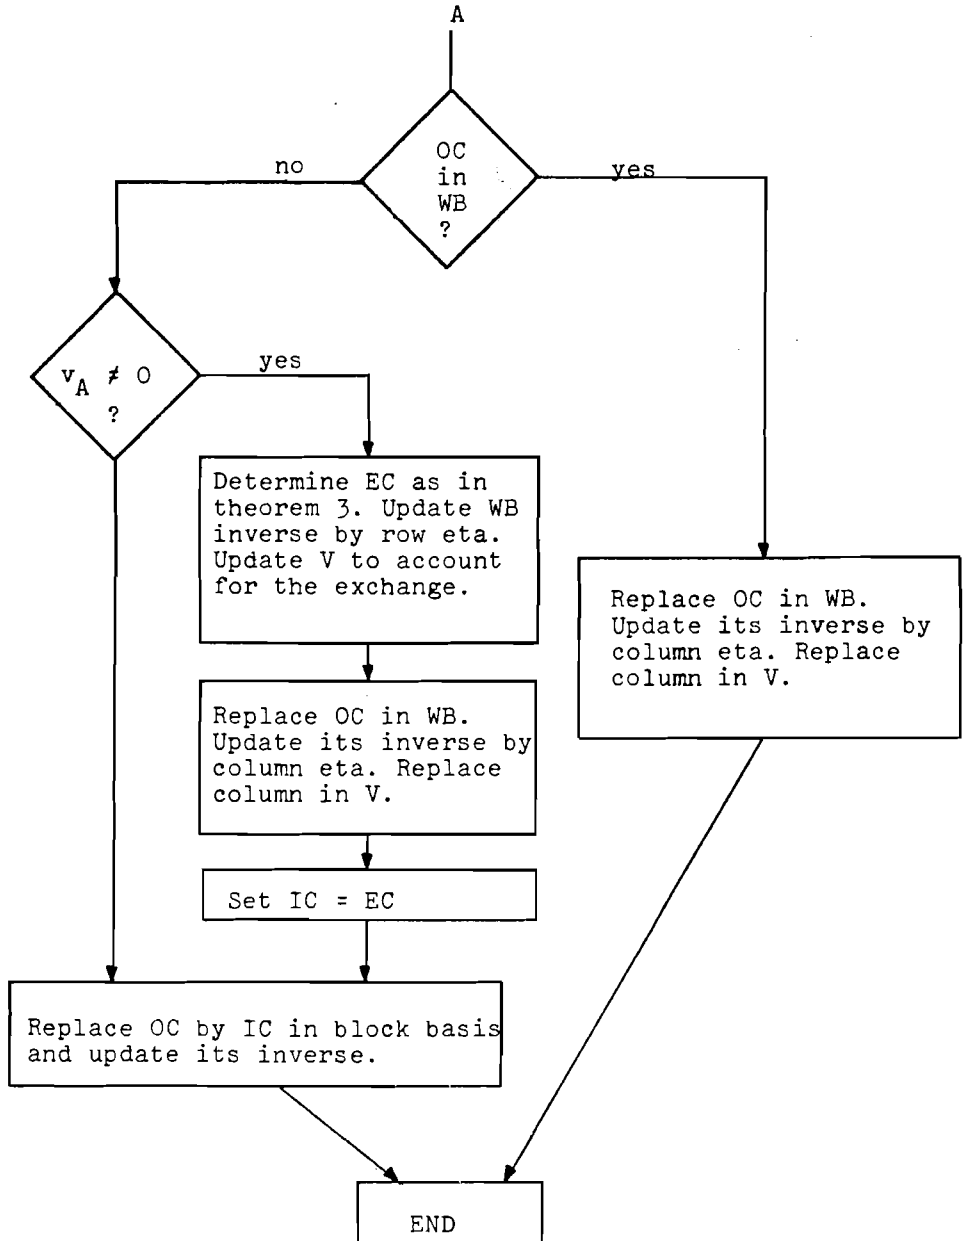 A
OC
in
WB
?
no
yes
v_A ≠ 0
?
yes
Determine EC as in
theorem 3. Update WB
inverse by row eta.
Update V to account
for the exchange.
Replace OC in WB.
Update its inverse by
column eta. Replace
column in V.
Replace OC in WB.
Update its inverse by
column eta. Replace
column in V.
Set IC = EC
Replace OC by IC in block basis
and update its inverse.
END